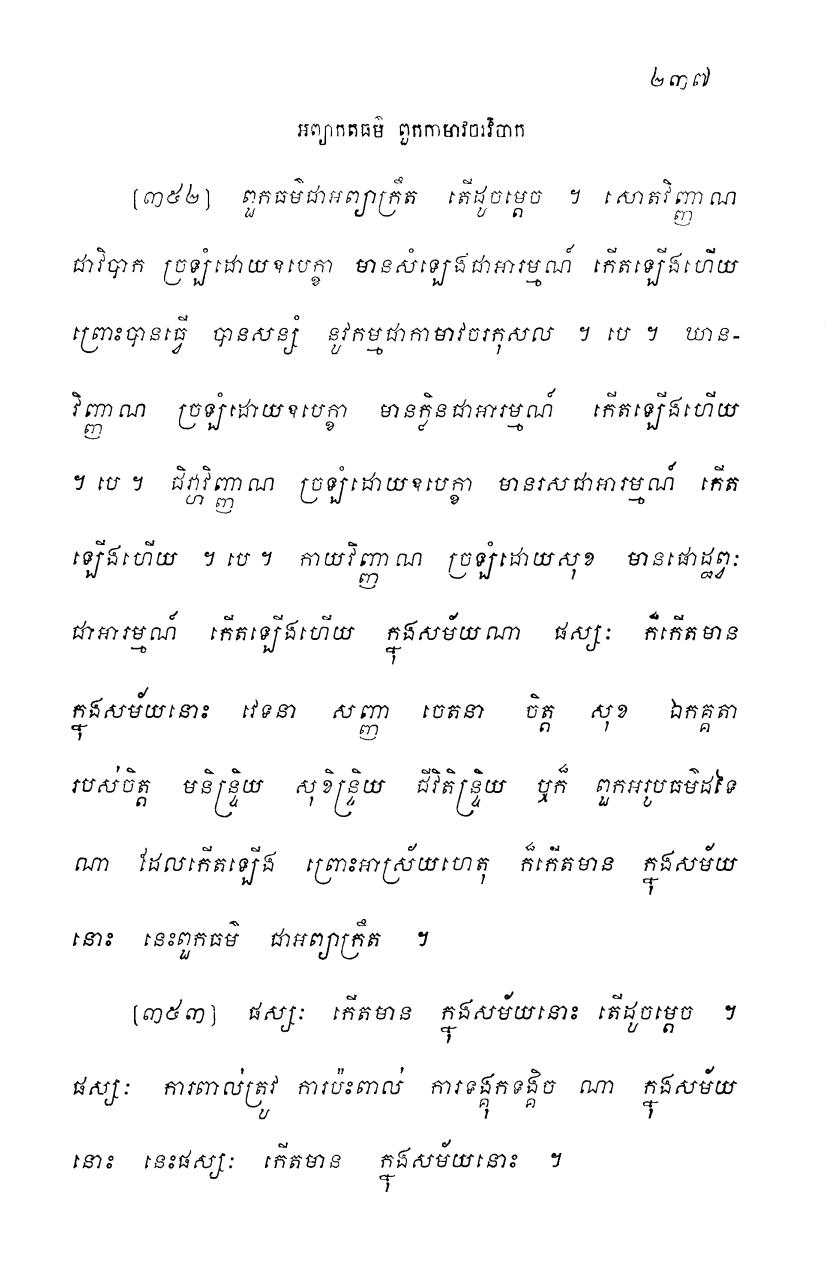 ២៣៧
អព្យាកតធម៌ ពួកកាមាវចរវិបាក
[៣៥២] ពួកធម៌ជាអព្យាក្រឹត តើដូចម្តេច ។ សោតវិញ្ញាណ
ជាវិបាក ច្រឡំដោយឧបេក្ខា មានសំឡេងជាអារម្មណ៍ កើតឡើងហើយ
ព្រោះបានធ្វើ បានសន្សំ នូវកម្មជាកាមាវចរកុសល ។ បេ ។ ឃាន-
វិញ្ញាណ ច្រឡំដោយឧបេក្ខា មានក្លិនជាអារម្មណ៍ កើតឡើងហើយ
។ បេ ។ ជិវ្ហាវិញ្ញាណ ច្រឡំដោយឧបេក្ខា មានរសជាអារម្មណ៍ កើត
ឡើងហើយ ។ បេ ។ កាយវិញ្ញាណ ច្រឡំដោយសុខ មានផោដ្ឋព្វៈ
ជាអារម្មណ៍ កើតឡើងហើយ ក្នុងសម័យណា ផស្សៈ ក៏កើតមាន
ក្នុងសម័យនោះ វេទនា សញ្ញា ចេតនា ចិត្ត សុខ ឯកគ្គតា
របស់ចិត្ត មនិន្ទ្រិយ សុខិន្ទ្រិយ ជីវិតិន្ទ្រិយ ឬក៏ ពួកអរូបធម៌ដទៃ
ណា ដែលកើតឡើង ព្រោះអាស្រ័យហេតុ ក៏កើតមាន ក្នុងសម័យ
នោះ នេះពួកធម៌ ជាអព្យាក្រឹត ។
[៣៥៣] ផស្សៈ កើតមាន ក្នុងសម័យនោះ តើដូចម្តេច ។
ផស្សៈ ការពាល់ត្រូវ ការប៉ះពាល់ ការទង្គុកទង្គិច ណា ក្នុងសម័យ
នោះ នេះផស្សៈ កើតមាន ក្នុងសម័យនោះ ។